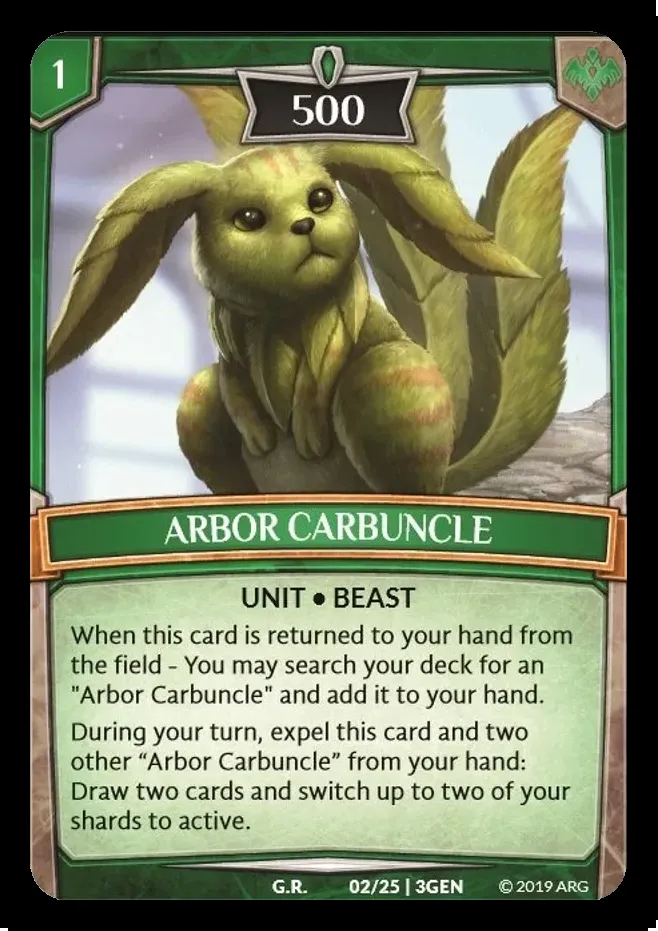 1
500
ARBOR CARBUNCLE
UNIT • BEAST
When this card is returned to your hand from
the field - You may search your deck for an
"Arbor Carbuncle" and add it to your hand.
During your turn, expel this card and two
other “Arbor Carbuncle” from your hand:
Draw two cards and switch up to two of your
shards to active.
G.R. 02/25 | 3GEN © 2019 ARG